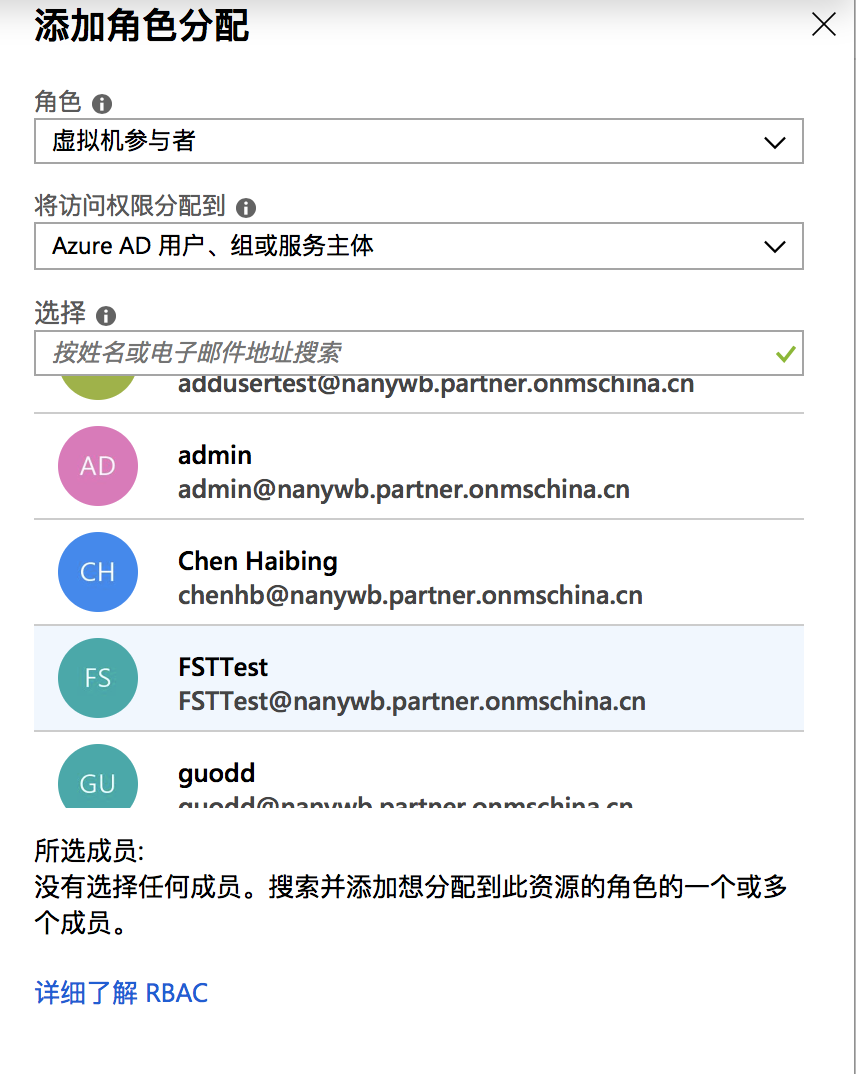 添加角色分配
角色
虚拟机参与者
将访问权限分配到
Azure AD 用户、组或服务主体
选择
按姓名或电子邮件地址搜索
addusertest@nanywb.partner.onmschina.cn
AD
admin
admin@nanywb.partner.onmschina.cn
CH
Chen Haibing
chenhb@nanywb.partner.onmschina.cn
FS
FSTTest
FSTTest@nanywb.partner.onmschina.cn
GU
guodd
guodd@nanywb.partner.onmschina.cn
所选成员:
没有选择任何成员。搜索并添加想分配到此资源的角色的一个或多
个成员。
详细了解 RBAC